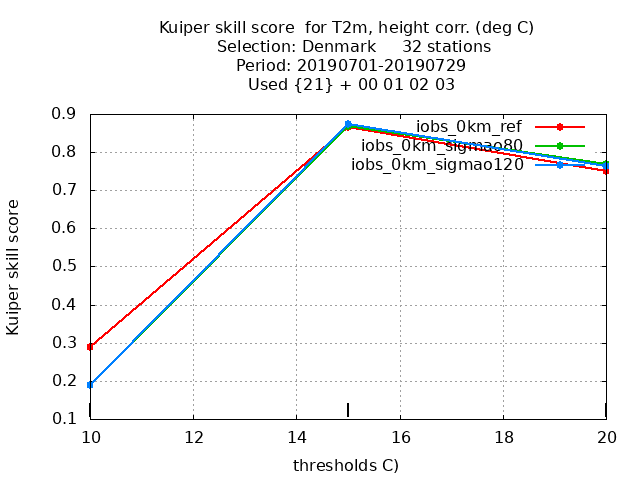 Kuiper skill score  for T2m, height corr. (deg C)
Selection: Denmark     32 stations
Period: 20190701-20190729
Used {21} + 00 01 02 03
iobs_0km_ref
iobs_0km_sigmao80
iobs_0km_sigmao120
Kuiper skill score
0.9
0.8
0.7
0.6
0.5
0.4
0.3
0.2
0.1
10 12 14 16 18 20
thresholds C)